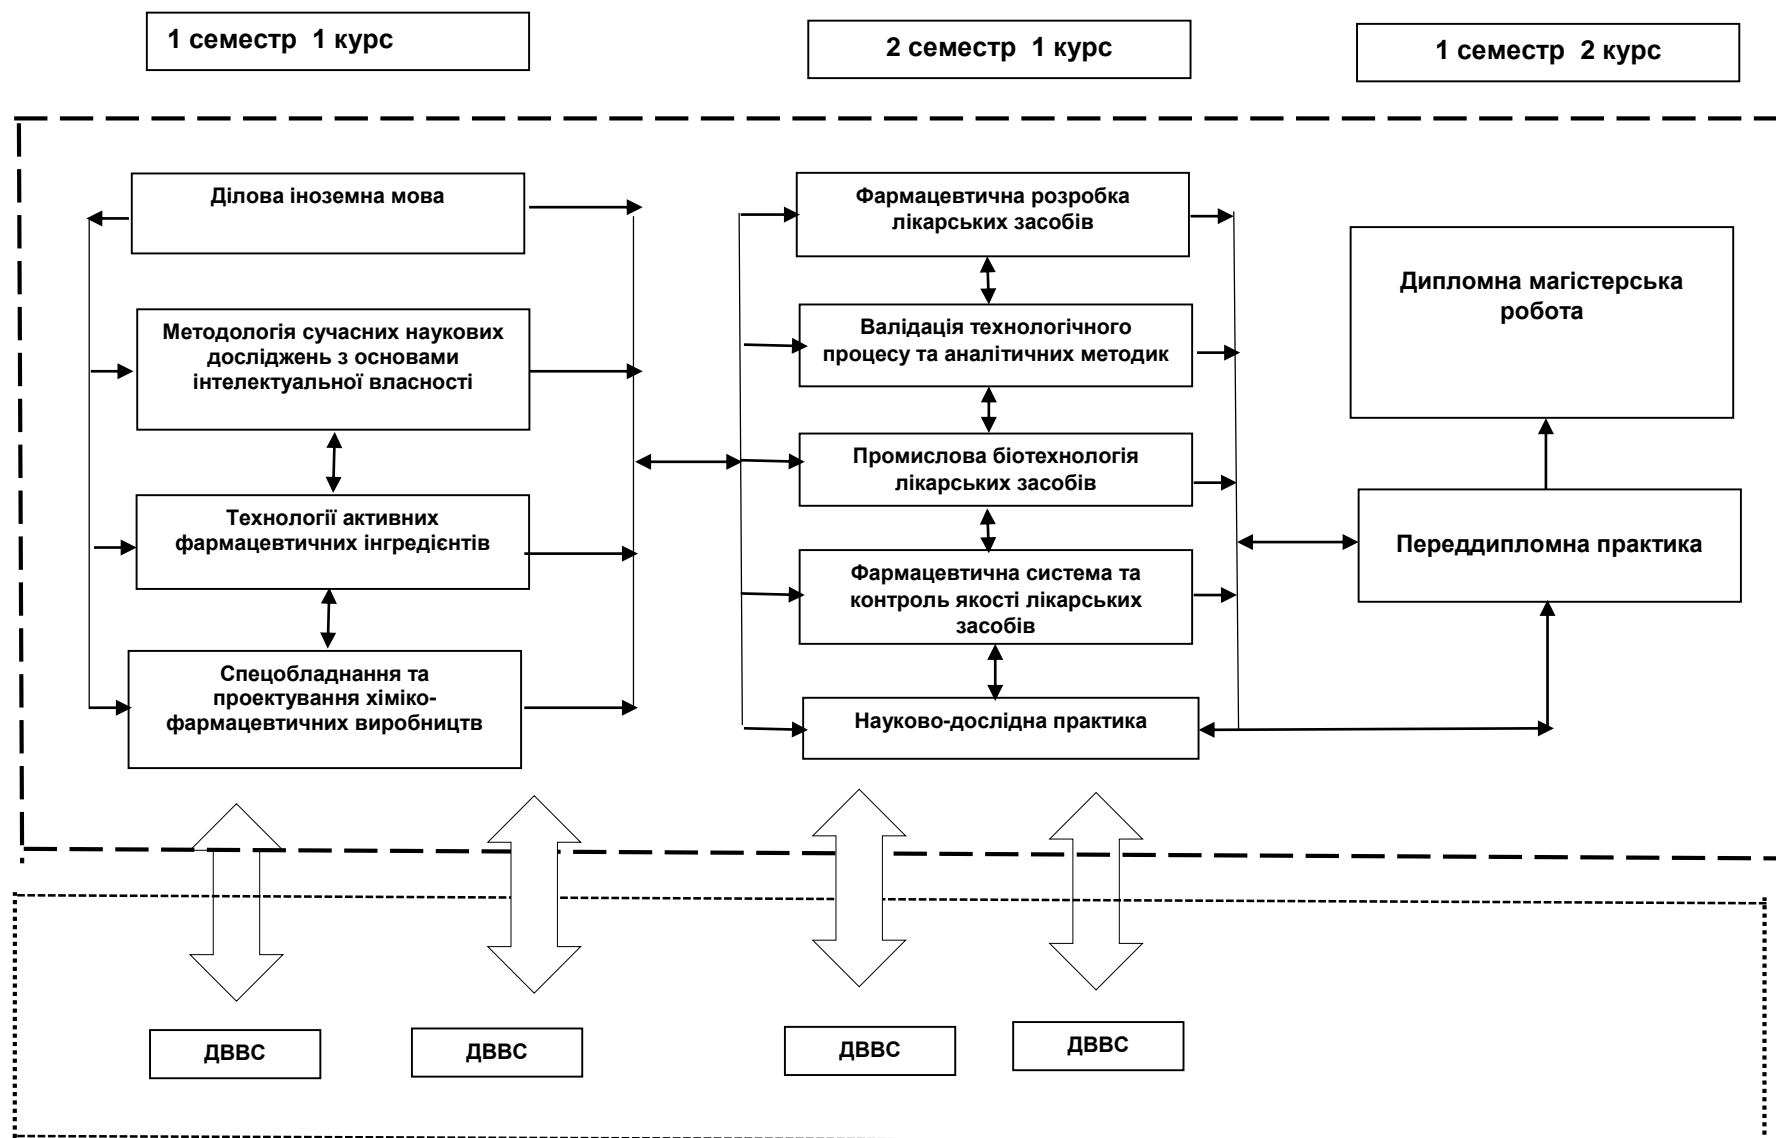 1 семестр 1 курс
2 семестр 1 курс
1 семестр 2 курс
Ділова іноземна мова
Методологія сучасних наукових
досліджень з основами
інтелектуальної власності
Технології активних
фармацевтичних інгредієнтів
Спецобладнання та
проектування хіміко-
фармацевтичних виробництв
Фармацевтична розробка
лікарських засобів
Валідація технологічного
процесу та аналітичних методик
Промислова біотехнологія
лікарських засобів
Фармацевтична система та
контроль якості лікарських
засобів
Науково-дослідна практика
Дипломна магістерська
робота
Переддипломна практика
ДВВС
ДВВС
ДВВС
ДВВС